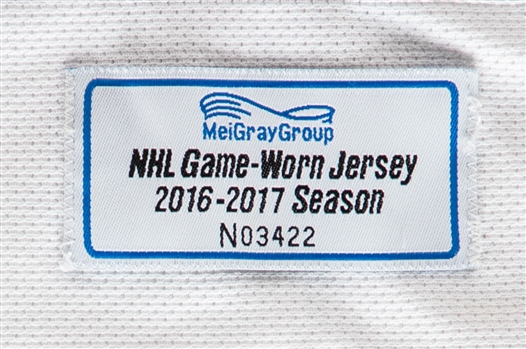 MeiGrayGroup
NHL Game-Worn Jersey
2016-2017 Season
N03422